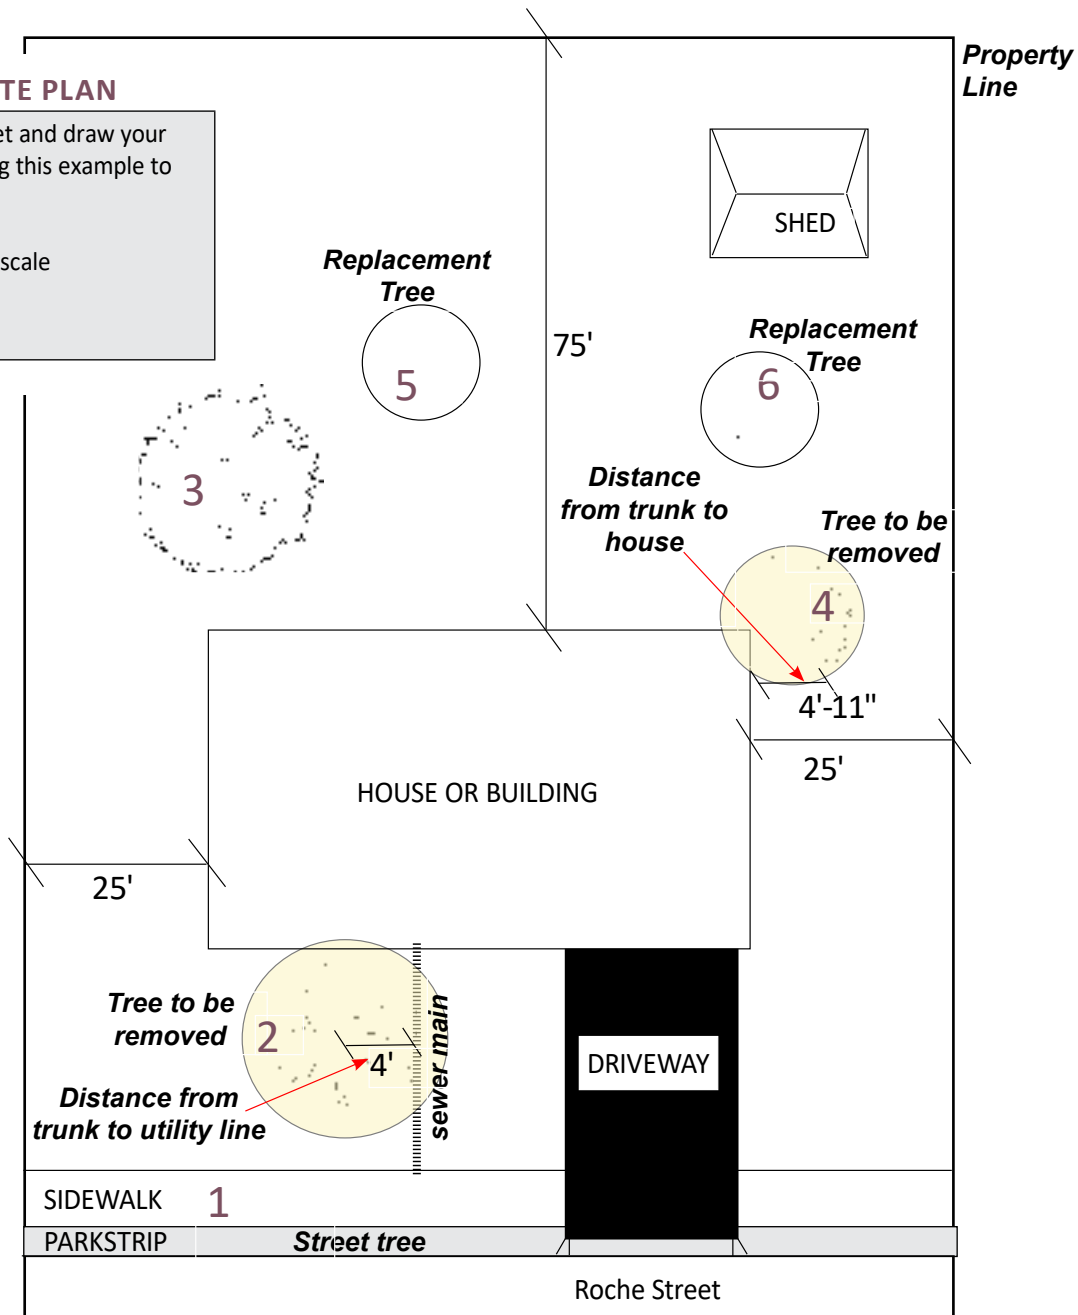 Property
Line
TE PLAN
et and draw your
g this example to
scale
SHED
Replacement
Tree
5
75'
Replacement
Tree
6
3
Distance
from trunk to
house
Tree to be
removed
4
4'-11"
25'
HOUSE OR BUILDING
25'
Tree to be
removed
2
4'
sewer main
DRIVEWAY
Distance from
trunk to utility line
SIDEWALK
1
PARKSTRIP
Street tree
Roche Street